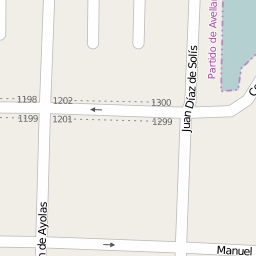 Partido de Avella
Juan Díaz de Solís
1198 1202 1300
1199 1201 1299
de Ayolas
Manuel